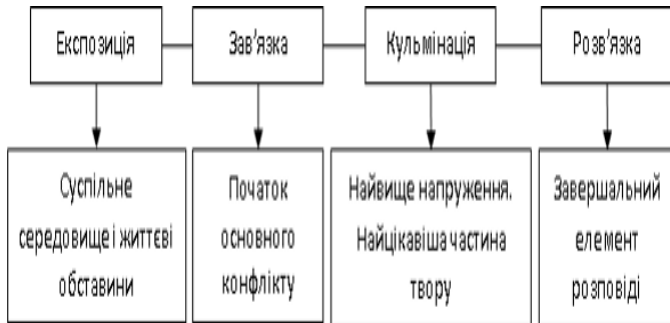 Експозиція
Зав’язка
Кульмінація
Розв’язка
Суспільне
середовище і життєві
обставини
Початок
основного
конфлікту
Найвище напруження.
Найцікавіша частина
твору
Завершальний
елемент
розповіді